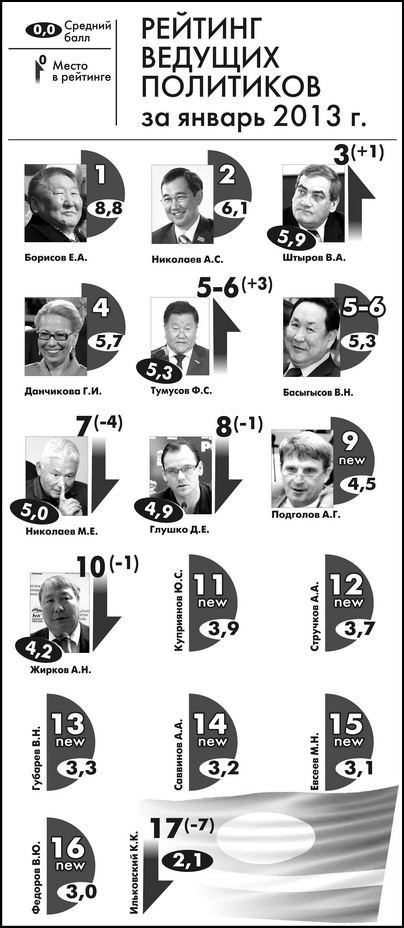 0,0 Средний
балл
0 Место
в рейтинге
РЕЙТИНГ
ВЕДУЩИХ
ПОЛИТИКОВ
за январь 2013 г.
1
8,8
Борисов Е.А.
2
6,1
Николаев А.С.
3(+1)
5,9
Штыров В.А.
4
5,7
Данчикова Г.И.
5-6(+3)
5,3
Тумусов Ф.С.
5-6
5,3
Басыгысов В.Н.
7(-4)
5,0
Николаев М.Е.
8(-1)
4,9
Глушко Д.Е.
9
new
4,5
Подголов А.Г.
10(-1)
4,2
Жирков А.Н.
11
new
3,9
Куприянов Ю.С.
12
new
3,7
Стручков А.А.
13
new
3,3
Губарев В.Н.
14
new
3,2
Саввинов А.А.
15
new
3,1
Евсеев М.Н.
16
new
3,0
Федоров В.Ю.
17(-7)
2,1
Ильковский К.К.